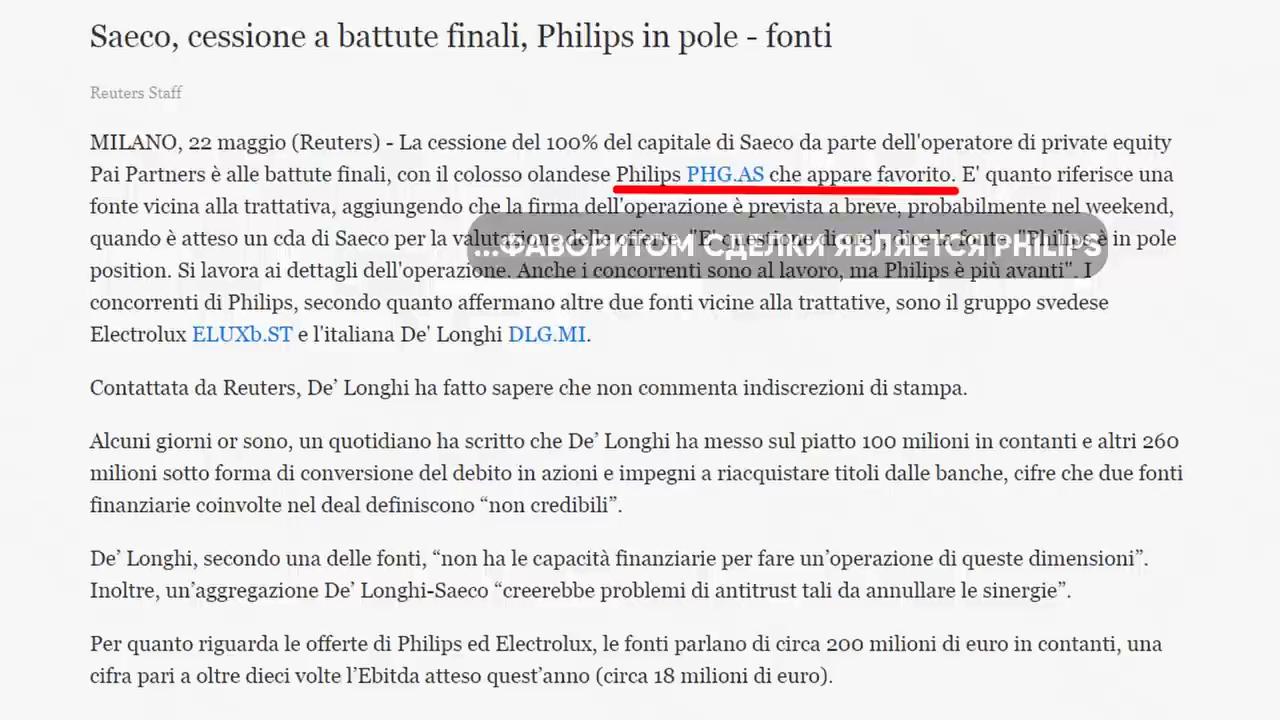 Saeco, cessione a battute finali, Philips in pole - fonti
Reuters Staff
MILANO, 22 maggio (Reuters) - La cessione del 100% del capitale di Saeco da parte dell'operatore di private equity
Pai Partners è alle battute finali, con il colosso olandese Philips PHG.AS che appare favorito. E' quanto riferisce una
fonte vicina alla trattativa, aggiungendo che la firma dell'operazione è prevista a breve, probabilmente nel weekend,
quando è atteso un cda di Saeco per la valutazione delle offerte. "E' questione di ore", dice la fonte. "Philips è in pole
...ФАВОРИТОМ СДЕЛКИ ЯВЛЯЕТСЯ PHILIPS
position. Si lavora ai dettagli dell'operazione. Anche i concorrenti sono al lavoro, ma Philips è più avanti". I
concorrenti di Philips, secondo quanto affermano altre due fonti vicine alla trattative, sono il gruppo svedese
Electrolux ELUXb.ST e l'italiana De' Longhi DLG.MI.
Contattata da Reuters, De’ Longhi ha fatto sapere che non commenta indiscrezioni di stampa.
Alcuni giorni or sono, un quotidiano ha scritto che De’ Longhi ha messo sul piatto 100 milioni in contanti e altri 260
milioni sotto forma di conversione del debito in azioni e impegni a riacquistare titoli dalle banche, cifre che due fonti
finanziarie coinvolte nel deal definiscono “non credibili”.
De’ Longhi, secondo una delle fonti, “non ha le capacità finanziarie per fare un’operazione di queste dimensioni”.
Inoltre, un’aggregazione De’ Longhi-Saeco “creerebbe problemi di antitrust tali da annullare le sinergie”.
Per quanto riguarda le offerte di Philips ed Electrolux, le fonti parlano di circa 200 milioni di euro in contanti, una
cifra pari a oltre dieci volte l’Ebitda atteso quest’anno (circa 18 milioni di euro).